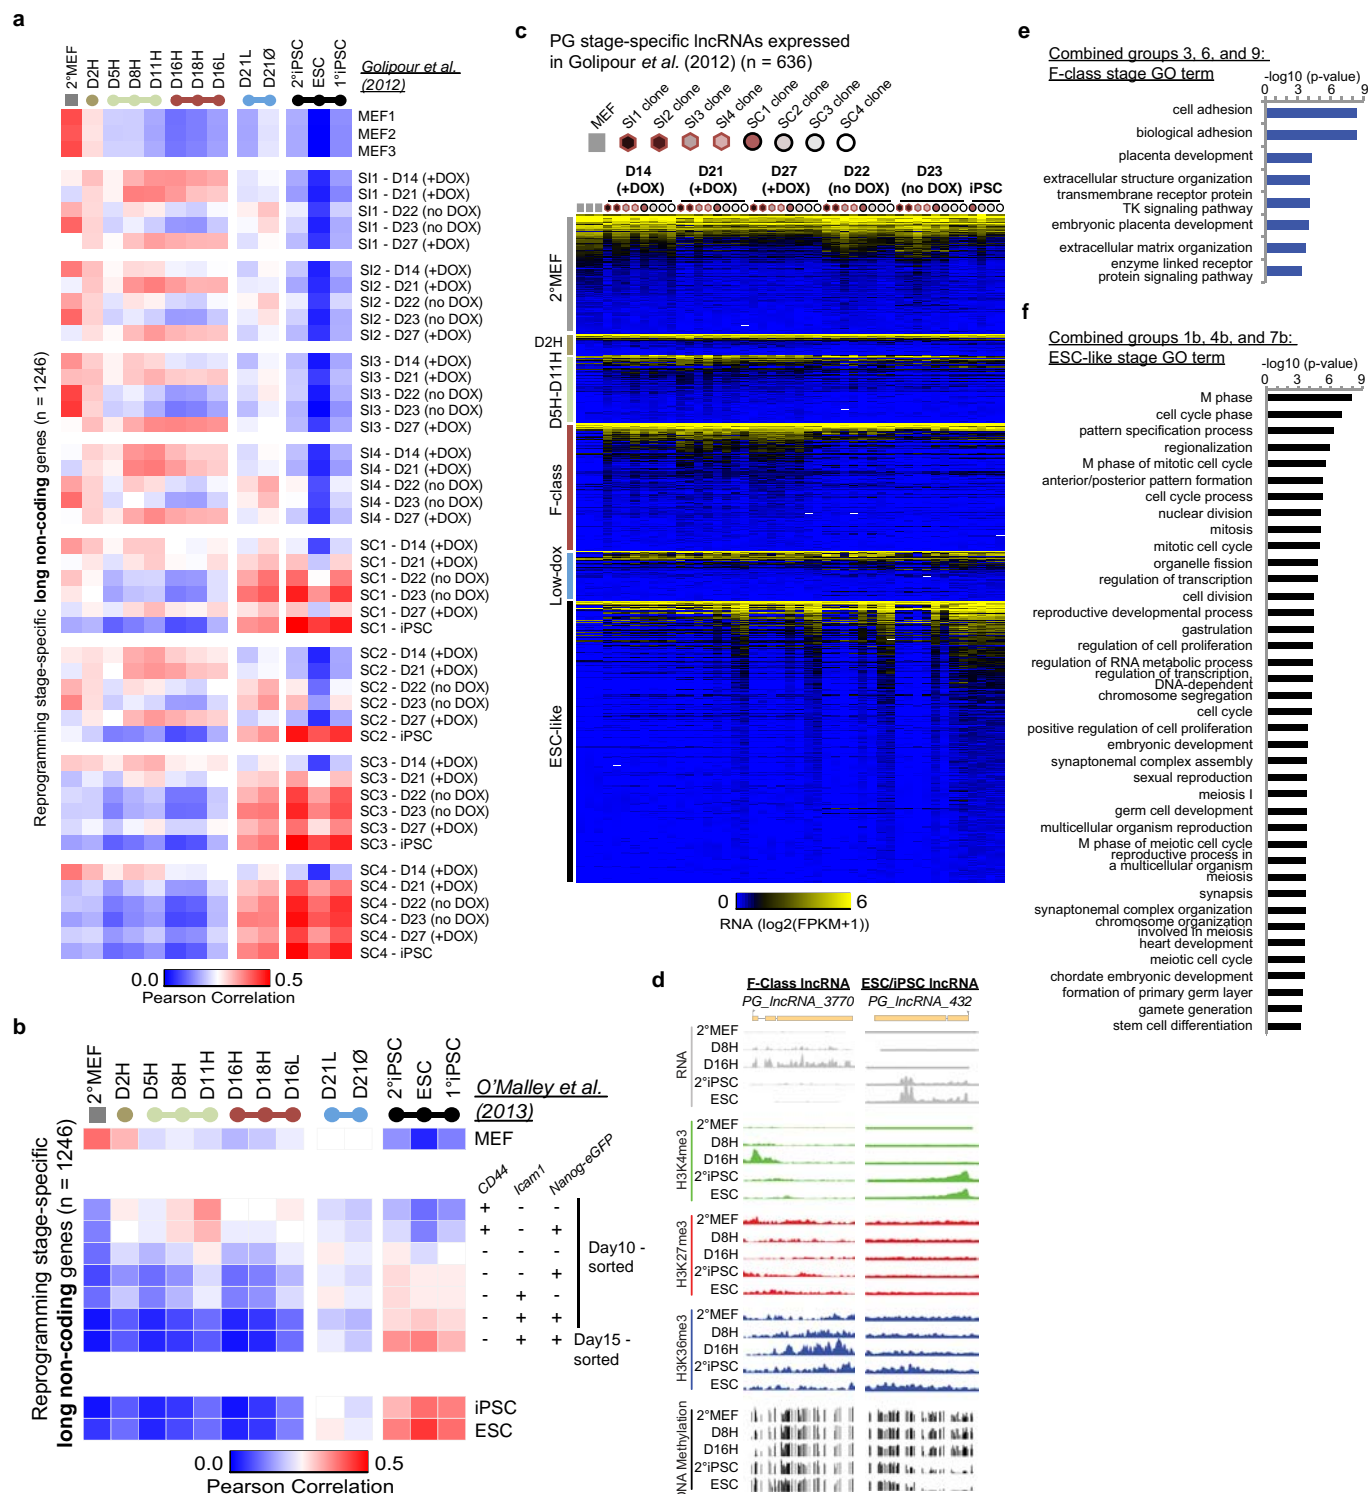 a
2°MEF
D2H
D5H
D8H
D11H
D16H
D18H
D16L
D21L
D21Ø
2°iPSC
ESC
1°iPSC
Golipour et al.
(2012)
MEF1
MEF2
MEF3
SI1 - D14 (+DOX)
SI1 - D21 (+DOX)
SI1 - D22 (no DOX)
SI1 - D23 (no DOX)
SI1 - D27 (+DOX)
SI2 - D14 (+DOX)
SI2 - D21 (+DOX)
SI2 - D22 (no DOX)
SI2 - D23 (no DOX)
SI2 - D27 (+DOX)
SI3 - D14 (+DOX)
SI3 - D21 (+DOX)
SI3 - D22 (no DOX)
SI3 - D23 (no DOX)
SI3 - D27 (+DOX)
SI4 - D14 (+DOX)
SI4 - D21 (+DOX)
SI4 - D22 (no DOX)
SI4 - D23 (no DOX)
SI4 - D27 (+DOX)
SC1 - D14 (+DOX)
SC1 - D21 (+DOX)
SC1 - D22 (no DOX)
SC1 - D23 (no DOX)
SC1 - D27 (+DOX)
SC1 - iPSC
SC2 - D14 (+DOX)
SC2 - D21 (+DOX)
SC2 - D22 (no DOX)
SC2 - D23 (no DOX)
SC2 - D27 (+DOX)
SC2 - iPSC
SC3 - D14 (+DOX)
SC3 - D21 (+DOX)
SC3 - D22 (no DOX)
SC3 - D23 (no DOX)
SC3 - D27 (+DOX)
SC3 - iPSC
SC4 - D14 (+DOX)
SC4 - D21 (+DOX)
SC4 - D22 (no DOX)
SC4 - D23 (no DOX)
SC4 - D27 (+DOX)
SC4 - iPSC
Reprogramming stage-specific long non-coding genes (n = 1246)
0.0 0.5
Pearson Correlation
b
2°MEF
D2H
D5H
D8H
D11H
D16H
D18H
D16L
D21L
D21Ø
2°iPSC
ESC
1°iPSC
O'Malley et al.
(2013)
MEF
CD44
Icam1
Nanog-eGFP
+ - -
+ - +
- - -
- - +
- + -
- + +
- + +
Day10 -
sorted
Day15 -
sorted
iPSC
ESC
Reprogramming stage-specific
long non-coding genes (n = 1246)
0.0 0.5
Pearson Correlation
c
PG stage-specific lncRNAs expressed
in Golipour et al. (2012) (n = 636)
MEF
SI1 clone
SI2 clone
SI3 clone
SI4 clone
SC1 clone
SC2 clone
SC3 clone
SC4 clone
D14 D21 D27 D22 D23
(+DOX) (+DOX) (+DOX) (no DOX) (no DOX) iPSC
2°MEF
D2H
D5H-D11H
F-class
Low-dox
ESC-like
0 6
RNA (log2(FPKM+1))
d
F-Class lncRNA ESC/iPSC lncRNA
PG_lncRNA_3770 PG_lncRNA_432
RNA
2°MEF
D8H
D16H
2°iPSC
ESC
H3K4me3
2°MEF
D8H
D16H
2°iPSC
ESC
H3K27me3
2°MEF
D8H
D16H
2°iPSC
ESC
H3K36me3
2°MEF
D8H
D16H
2°iPSC
ESC
DNA Methylation
2°MEF
D8H
D16H
2°iPSC
ESC
e
Combined groups 3, 6, and 9:
F-class stage GO term
-log10 (p-value)
0 3 6 9
cell adhesion
biological adhesion
placenta development
extracellular structure organization
transmembrane receptor protein
TK signaling pathway
embryonic placenta development
extracellular matrix organization
enzyme linked receptor
protein signaling pathway
f
Combined groups 1b, 4b, and 7b:
ESC-like stage GO term
-log10 (p-value)
0 3 6 9
M phase
cell cycle phase
pattern specification process
regionalization
M phase of mitotic cell cycle
anterior/posterior pattern formation
cell cycle process
nuclear division
mitosis
mitotic cell cycle
organelle fission
regulation of transcription
cell division
reproductive developmental process
gastrulation
regulation of cell proliferation
regulation of RNA metabolic process
regulation of transcription,
DNA-dependent
chromosome segregation
cell cycle
positive regulation of cell proliferation
embryonic development
synaptonemal complex assembly
sexual reproduction
meiosis I
germ cell development
multicellular organism reproduction
M phase of meiotic cell cycle
reproductive process in
a multicellular organism
meiosis
synapsis
synaptonemal complex organization
chromosome organization
involved in meiosis
heart development
meiotic cell cycle
chordate embryonic development
formation of primary germ layer
gamete generation
stem cell differentiation